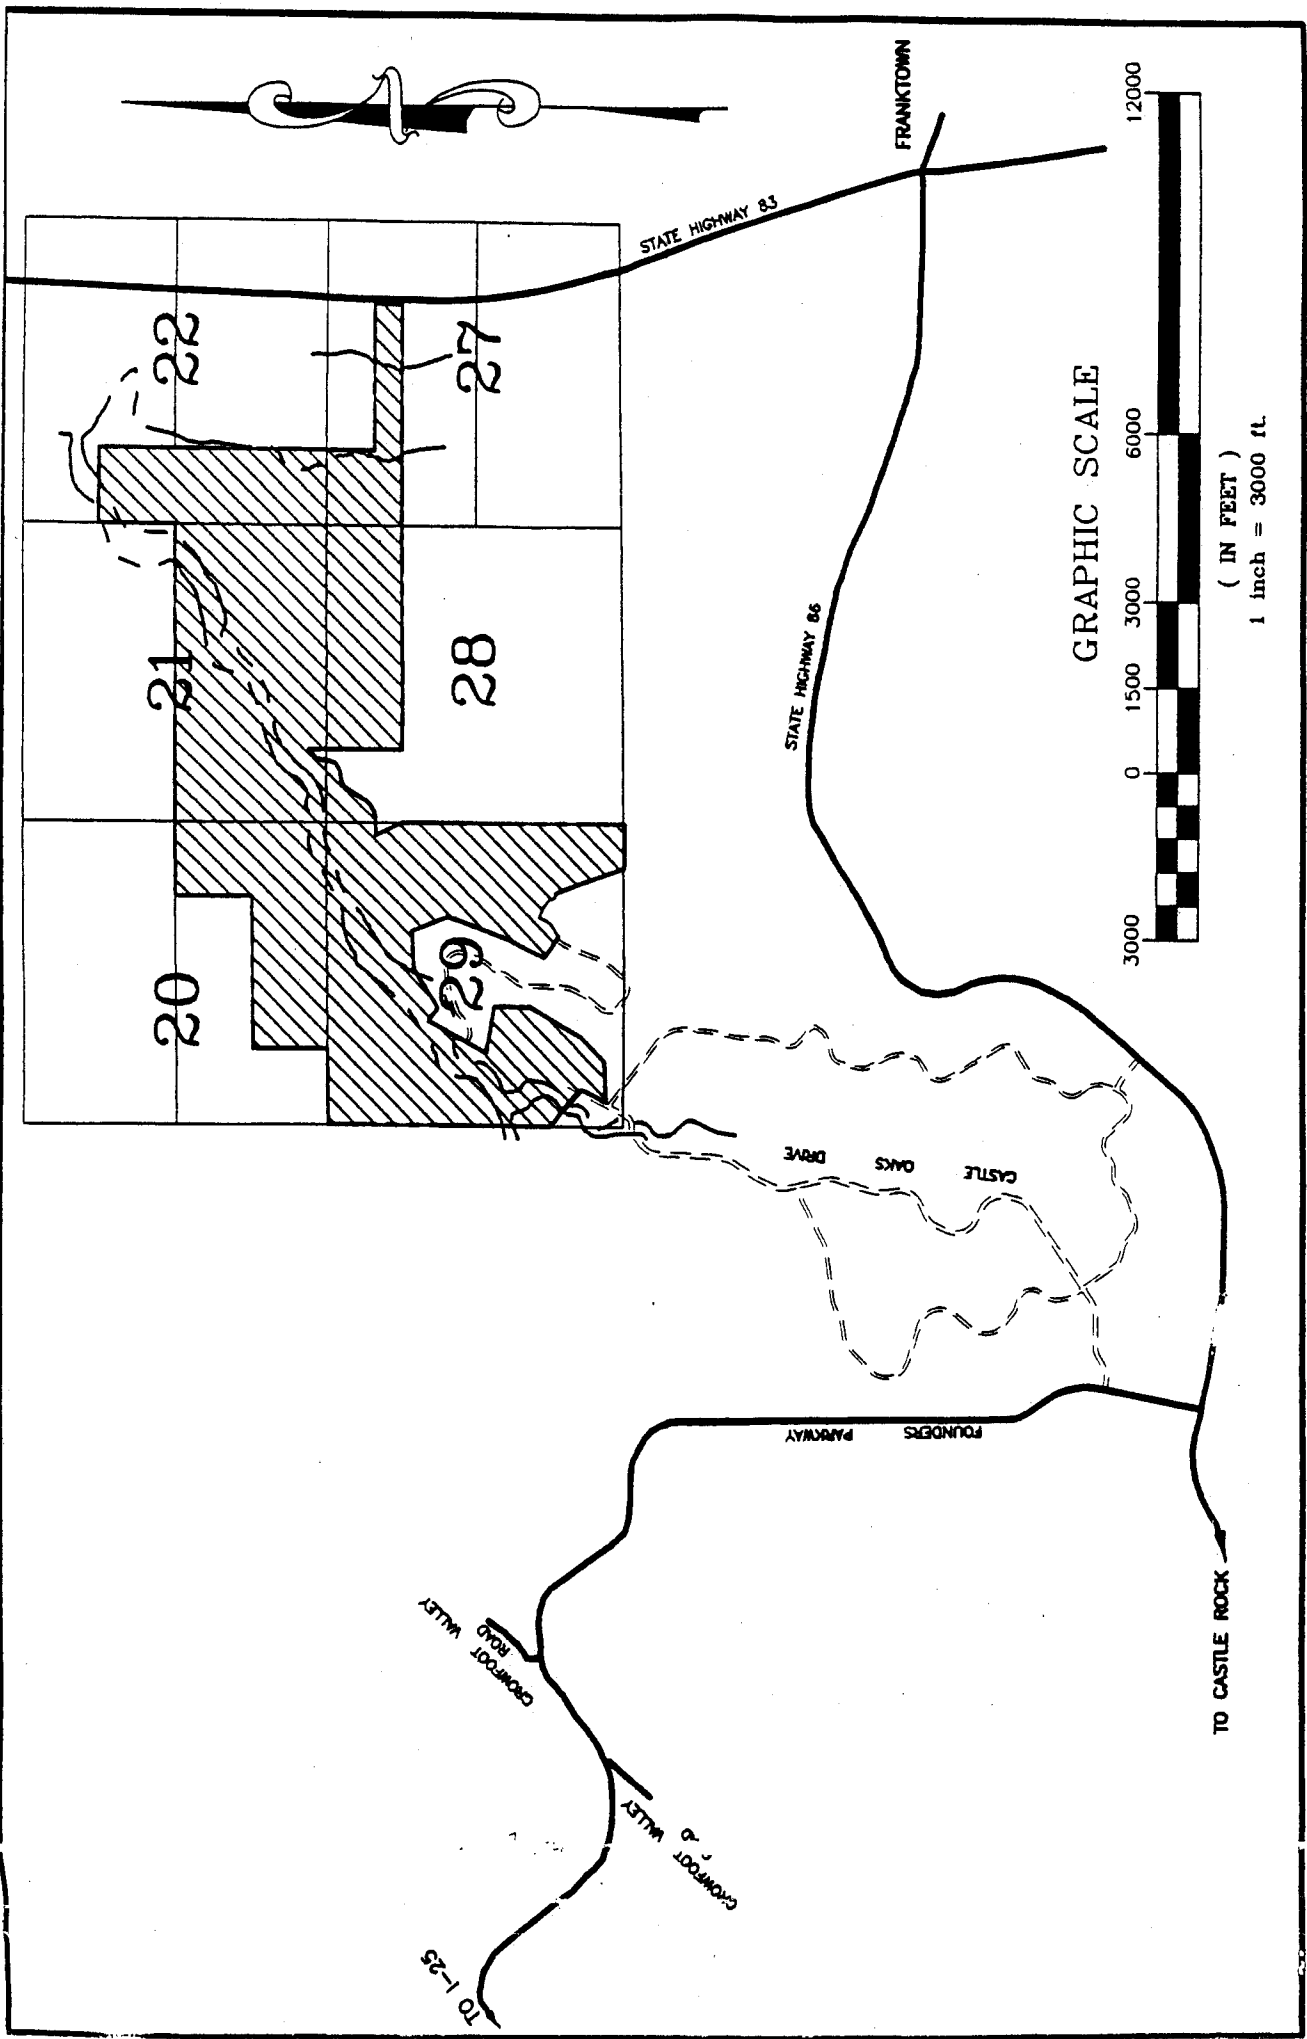 20
21
22
29
28
27
STATE HIGHWAY 83
FRANKTOWN
STATE HIGHWAY 86
CASTLE OAKS DRIVE
FOUNDERS PARKWAY
CROWFOOT VALLEY
ROAD
CROWFOOT VALLEY
TO I-25
TO CASTLE ROCK
GRAPHIC SCALE
3000 0 1500 3000 6000 12000
( IN FEET )
1 inch = 3000 ft.